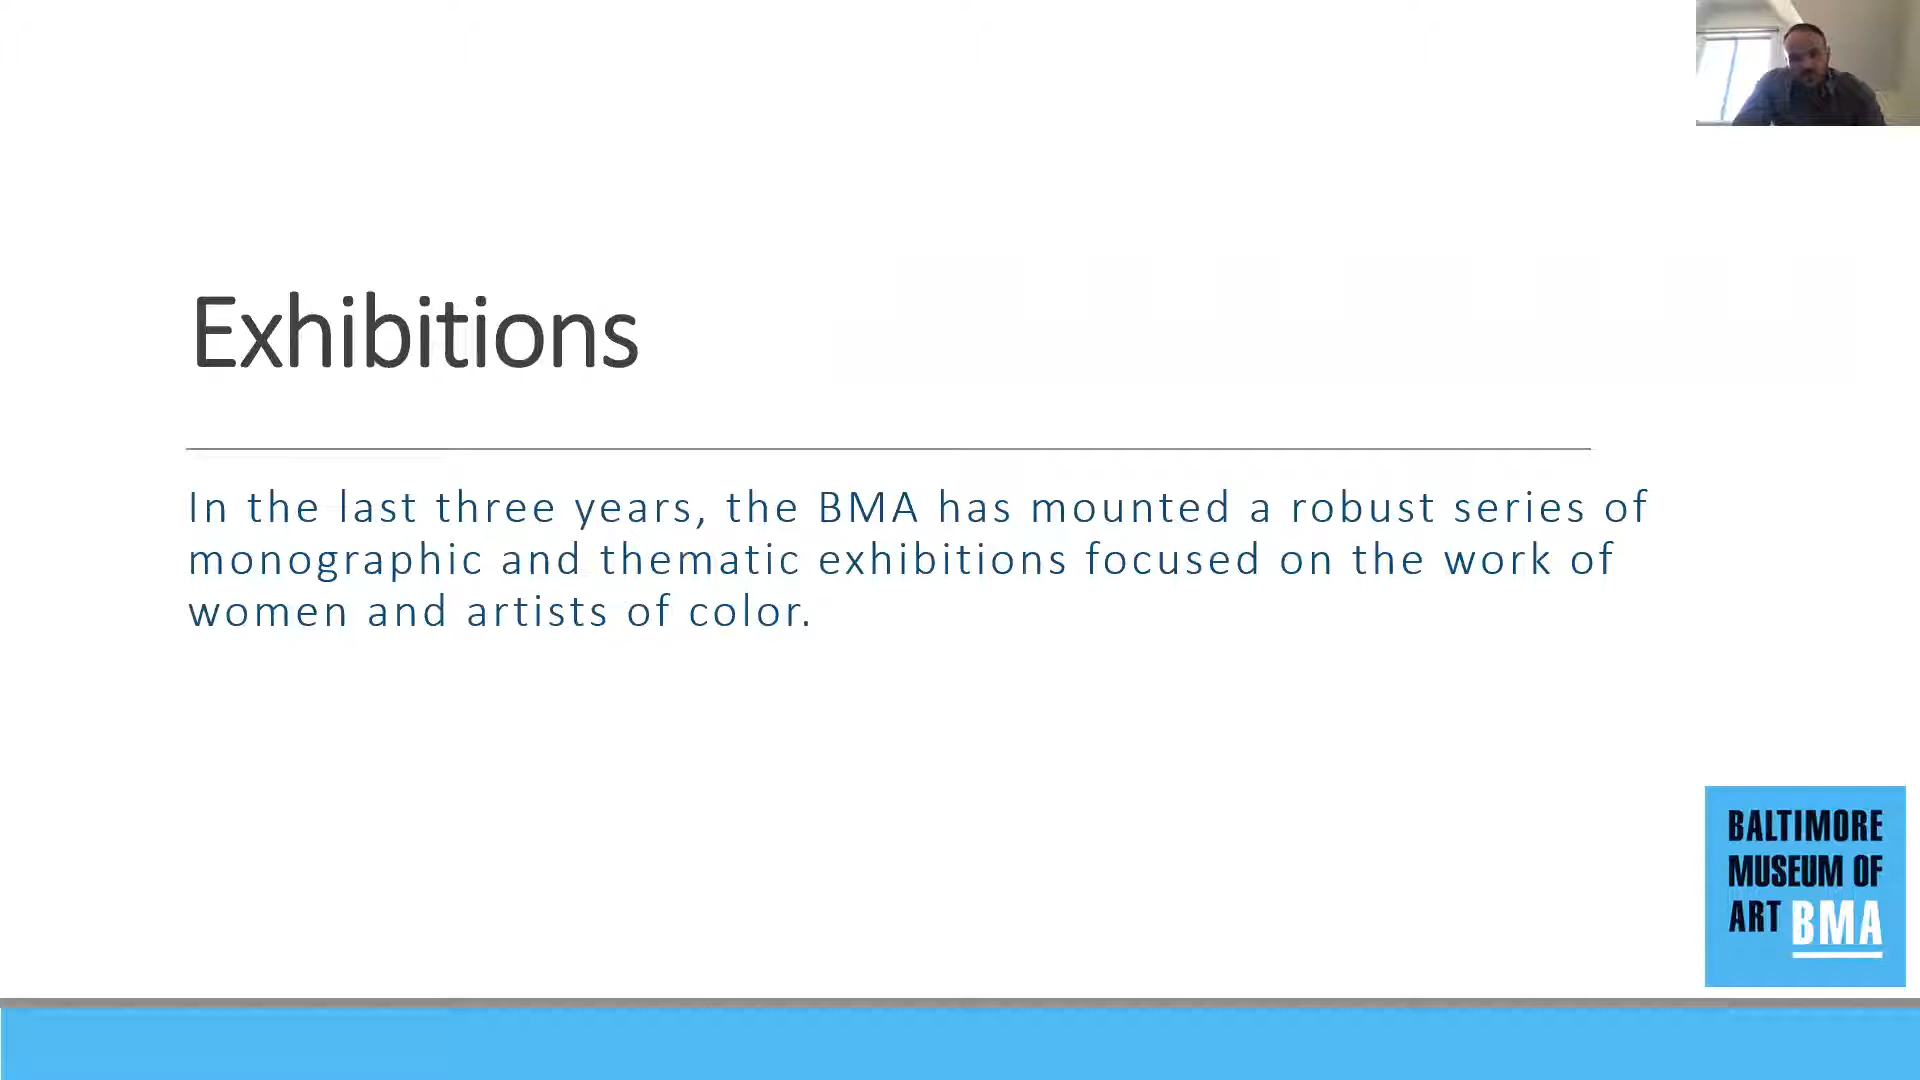 Exhibitions
In the last three years, the BMA has mounted a robust series of
monographic and thematic exhibitions focused on the work of
women and artists of color.
BALTIMORE
MUSEUM OF
ART BMA